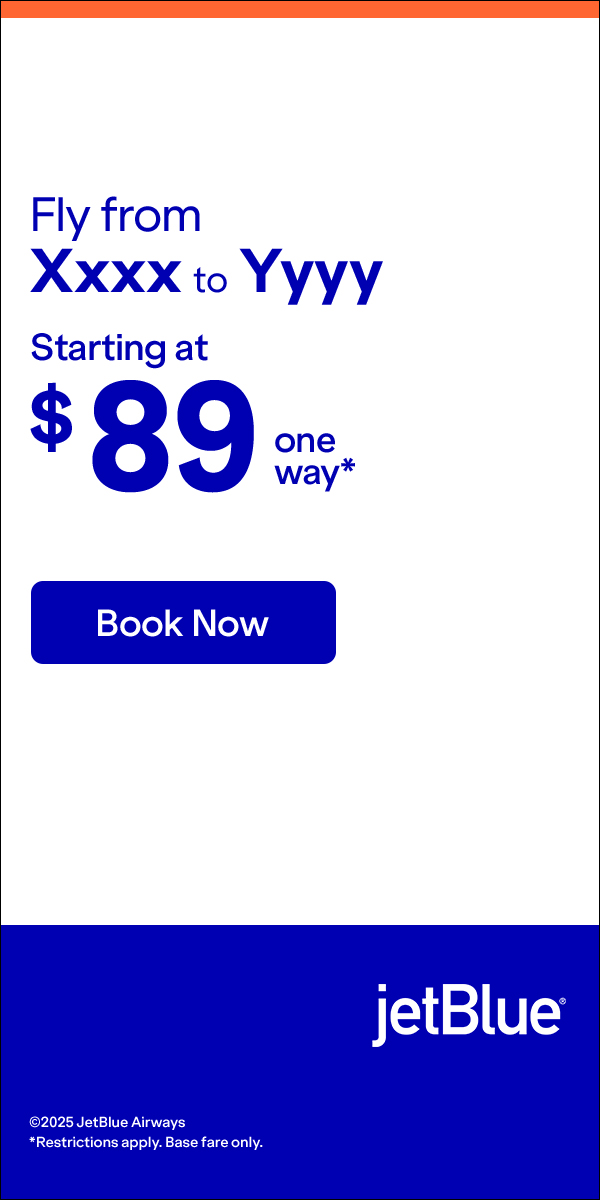 Fly from
Xxxx to Yyyy
Starting at
$89 one way*
Book Now
jetBlue®
©2025 JetBlue Airways
*Restrictions apply. Base fare only.